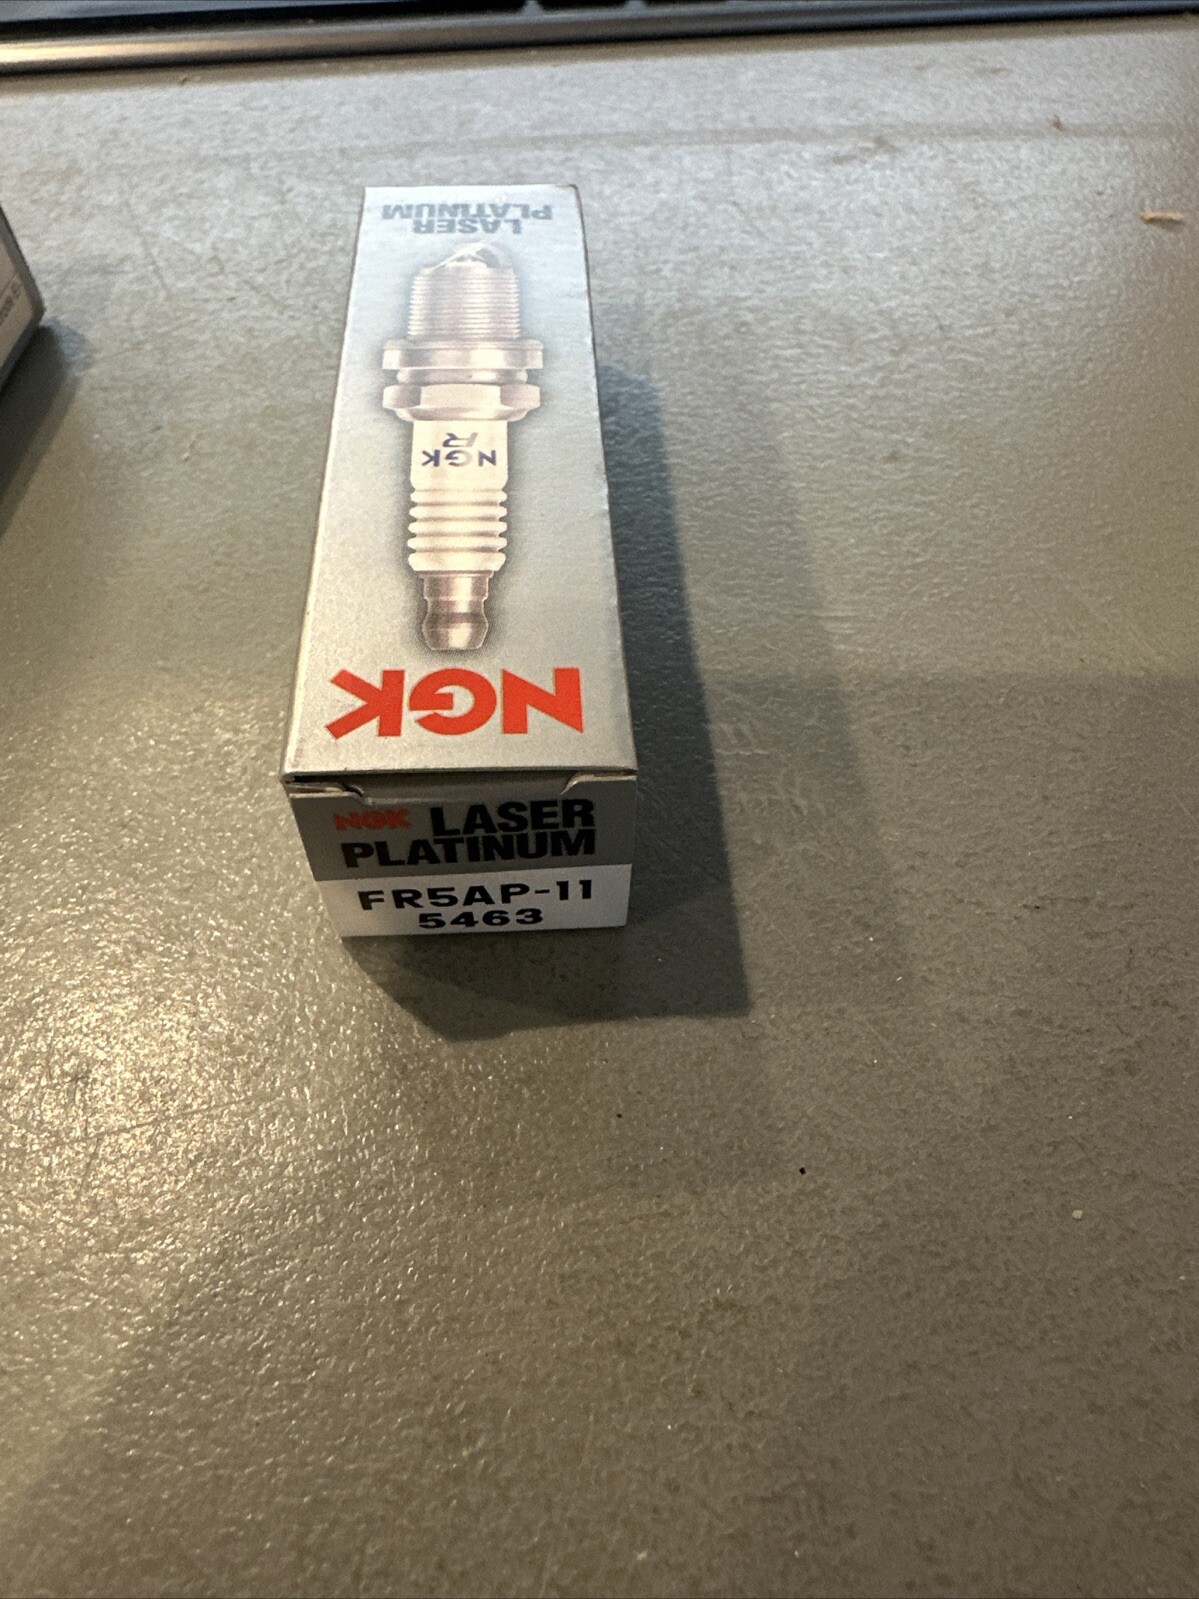 LASER
PLATINUM
NGK
R
NGK
NGK LASER
PLATINUM
FR5AP-11
5463